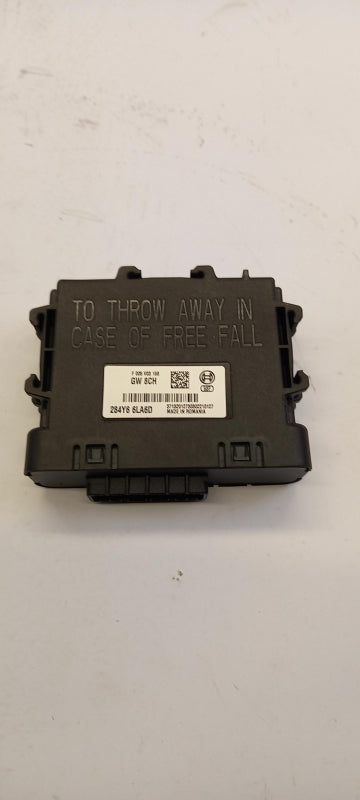 TO THROW AWAY IN
CASE OF FREE FALL
GW 8CH
284Y6 6LA6D
MADE IN ROMANIA